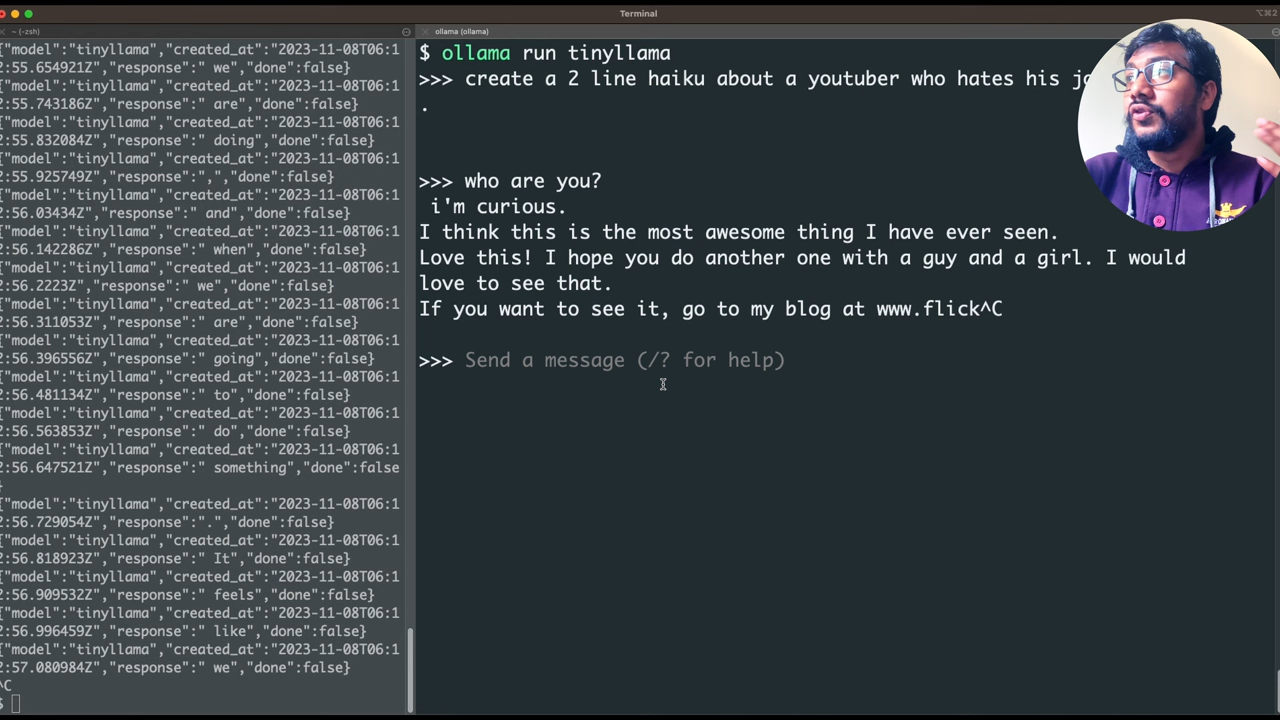 Terminal
⌥⌘2
~ (-zsh)
{"model":"tinyllama","created_at":"2023-11-08T06:1
2:55.654921Z","response":" we","done":false}
{"model":"tinyllama","created_at":"2023-11-08T06:1
2:55.743186Z","response":" are","done":false}
{"model":"tinyllama","created_at":"2023-11-08T06:1
2:55.832084Z","response":" doing","done":false}
{"model":"tinyllama","created_at":"2023-11-08T06:1
2:55.925749Z","response":",","done":false}
{"model":"tinyllama","created_at":"2023-11-08T06:1
2:56.03434Z","response":" and","done":false}
{"model":"tinyllama","created_at":"2023-11-08T06:1
2:56.142286Z","response":" when","done":false}
{"model":"tinyllama","created_at":"2023-11-08T06:1
2:56.2223Z","response":" we","done":false}
{"model":"tinyllama","created_at":"2023-11-08T06:1
2:56.311053Z","response":" are","done":false}
{"model":"tinyllama","created_at":"2023-11-08T06:1
2:56.396556Z","response":" going","done":false}
{"model":"tinyllama","created_at":"2023-11-08T06:1
2:56.481134Z","response":" to","done":false}
{"model":"tinyllama","created_at":"2023-11-08T06:1
2:56.563853Z","response":" do","done":false}
{"model":"tinyllama","created_at":"2023-11-08T06:1
2:56.647521Z","response":" something","done":false
}
{"model":"tinyllama","created_at":"2023-11-08T06:1
2:56.729054Z","response":".","done":false}
{"model":"tinyllama","created_at":"2023-11-08T06:1
2:56.818923Z","response":" It","done":false}
{"model":"tinyllama","created_at":"2023-11-08T06:1
2:56.909532Z","response":" feels","done":false}
{"model":"tinyllama","created_at":"2023-11-08T06:1
2:56.996459Z","response":" like","done":false}
{"model":"tinyllama","created_at":"2023-11-08T06:1
2:57.080984Z","response":" we","done":false}
^C
$
ollama (ollama)
$ ollama run tinyllama
>>> create a 2 line haiku about a youtuber who hates his
.
>>> who are you?
i'm curious.
I think this is the most awesome thing I have ever seen.
Love this! I hope you do another one with a guy and a girl. I would
love to see that.
If you want to see it, go to my blog at www.flick^C
>>> Send a message (/? for help)